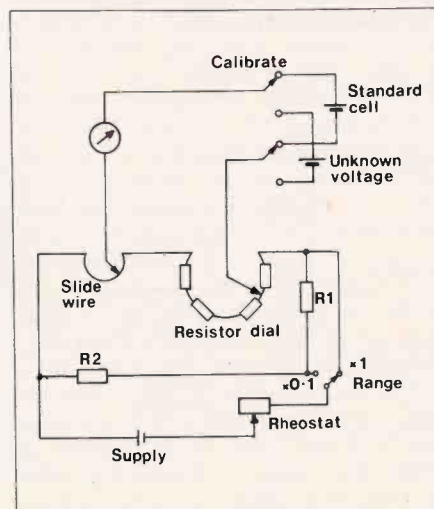 Calibrate
Standard
cell
Unknown
voltage
Slide
wire
Resistor dial
R1
R2
×0·1
×1
Range
Rheostat
Supply